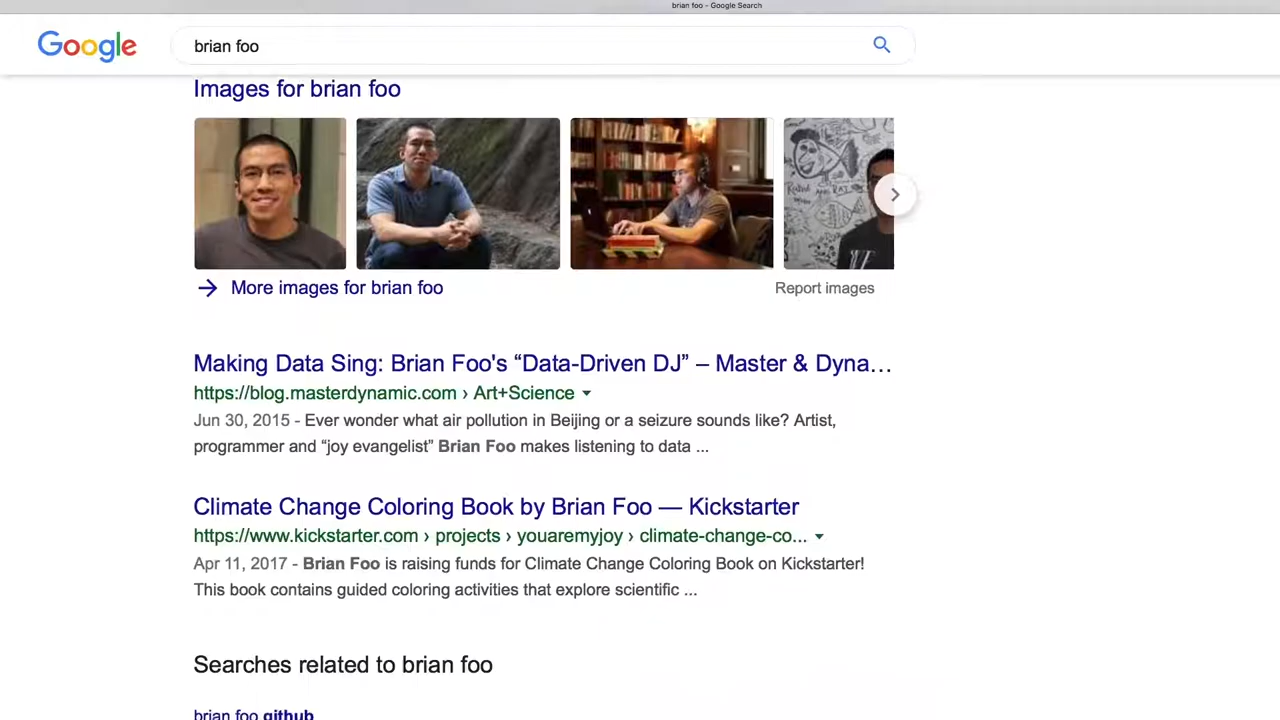 brian foo - Google Search
Google
brian foo
Images for brian foo
More images for brian foo
Report images
Making Data Sing: Brian Foo's “Data-Driven DJ” – Master & Dyna...
https://blog.masterdynamic.com › Art+Science
Jun 30, 2015 - Ever wonder what air pollution in Beijing or a seizure sounds like? Artist,
programmer and “joy evangelist” Brian Foo makes listening to data ...
Climate Change Coloring Book by Brian Foo — Kickstarter
https://www.kickstarter.com › projects › youaremyjoy › climate-change-co...
Apr 11, 2017 - Brian Foo is raising funds for Climate Change Coloring Book on Kickstarter!
This book contains guided coloring activities that explore scientific ...
Searches related to brian foo
brian foo github